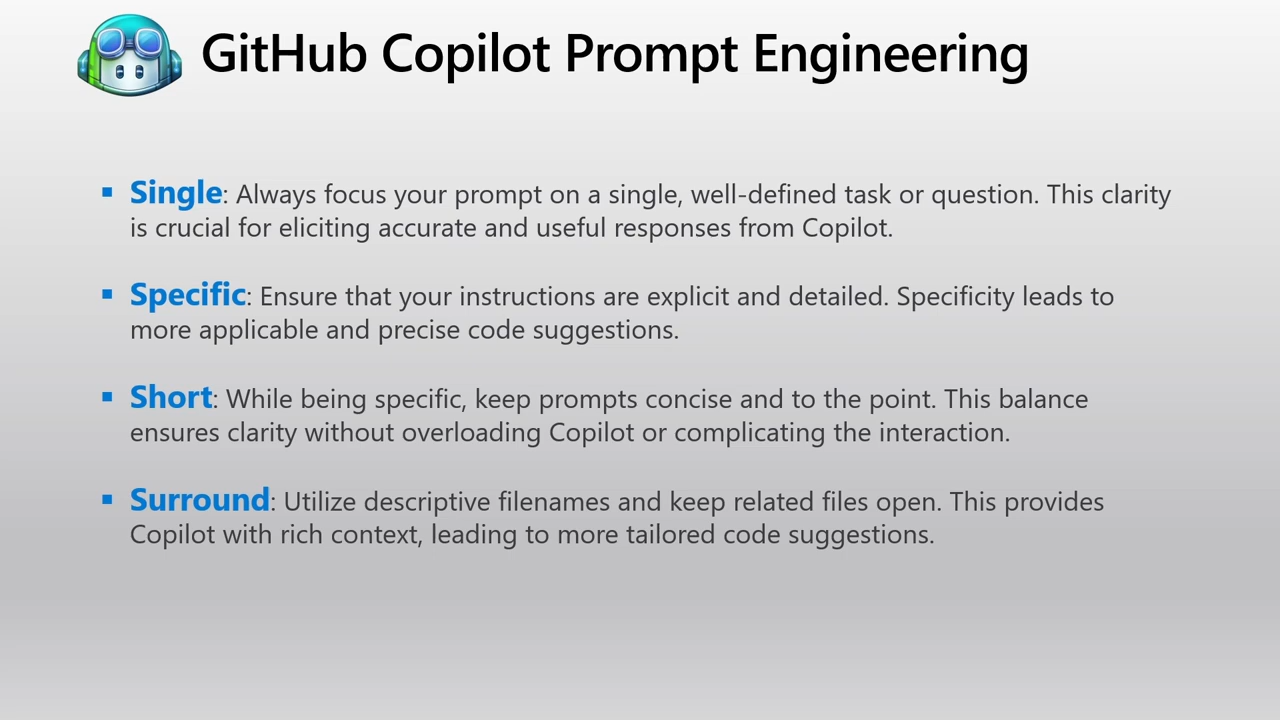 GitHub Copilot Prompt Engineering
▪ Single: Always focus your prompt on a single, well-defined task or question. This clarity
is crucial for eliciting accurate and useful responses from Copilot.
▪ Specific: Ensure that your instructions are explicit and detailed. Specificity leads to
more applicable and precise code suggestions.
▪ Short: While being specific, keep prompts concise and to the point. This balance
ensures clarity without overloading Copilot or complicating the interaction.
▪ Surround: Utilize descriptive filenames and keep related files open. This provides
Copilot with rich context, leading to more tailored code suggestions.